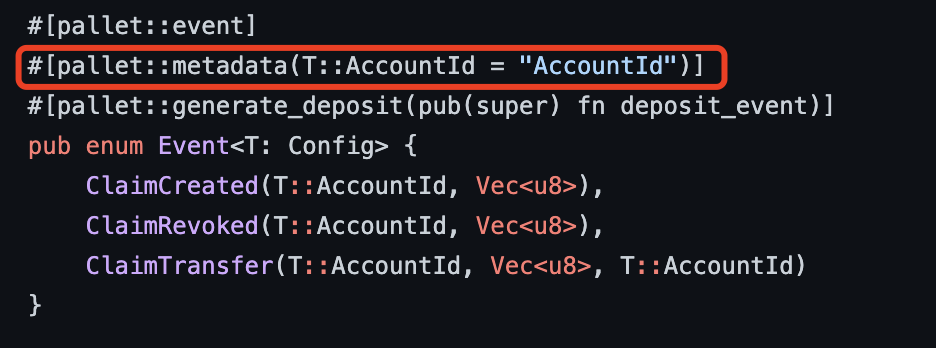 #[pallet::event]
#[pallet::metadata(T::AccountId = "AccountId")]
#[pallet::generate_deposit(pub(super) fn deposit_event)]
pub enum Event<T: Config> {
    ClaimCreated(T::AccountId, Vec<u8>),
    ClaimRevoked(T::AccountId, Vec<u8>),
    ClaimTransfer(T::AccountId, Vec<u8>, T::AccountId)
}